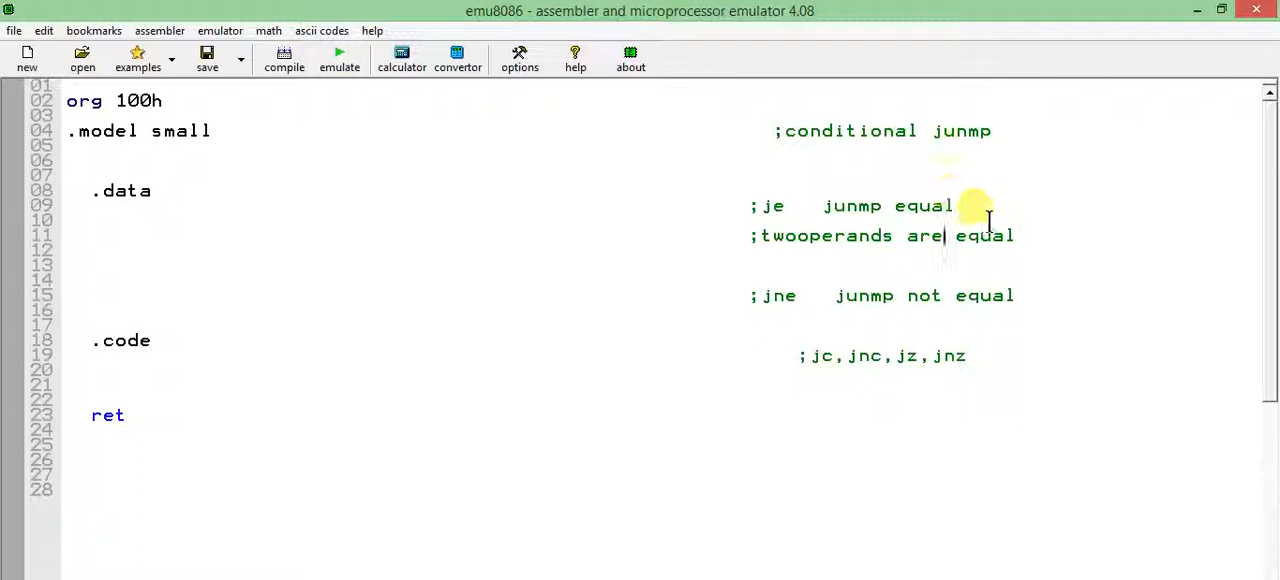 emu8086 - assembler and microprocessor emulator 4.08
file edit bookmarks assembler emulator math ascii codes help
new open examples save compile emulate calculator convertor options help about
01
02 org 100h
03
04 .model small ;conditional junmp
05
06
07
08 .data
09 ;je junmp equal
10
11 ;twooperands are equal
12
13
14
15 ;jne junmp not equal
16
17
18 .code
19 ;jc,jnc,jz,jnz
20
21
22
23 ret
24
25
26
27
28